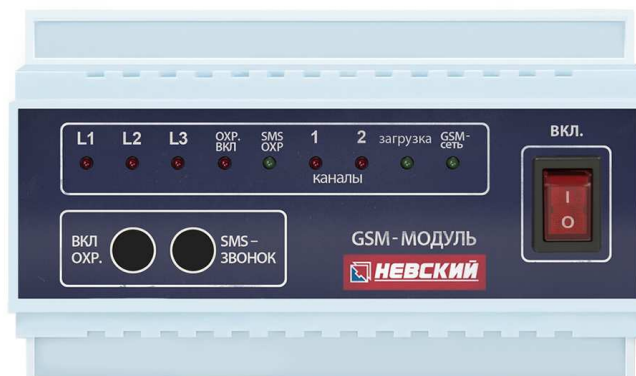 L1 L2 L3 ОХР. ВКЛ SMS ОХР 1 2 загрузка GSM-сеть
каналы
ВКЛ.
I
O
ВКЛ ОХР.
SMS – ЗВОНОК
GSM - МОДУЛЬ
НЕВСКИЙ